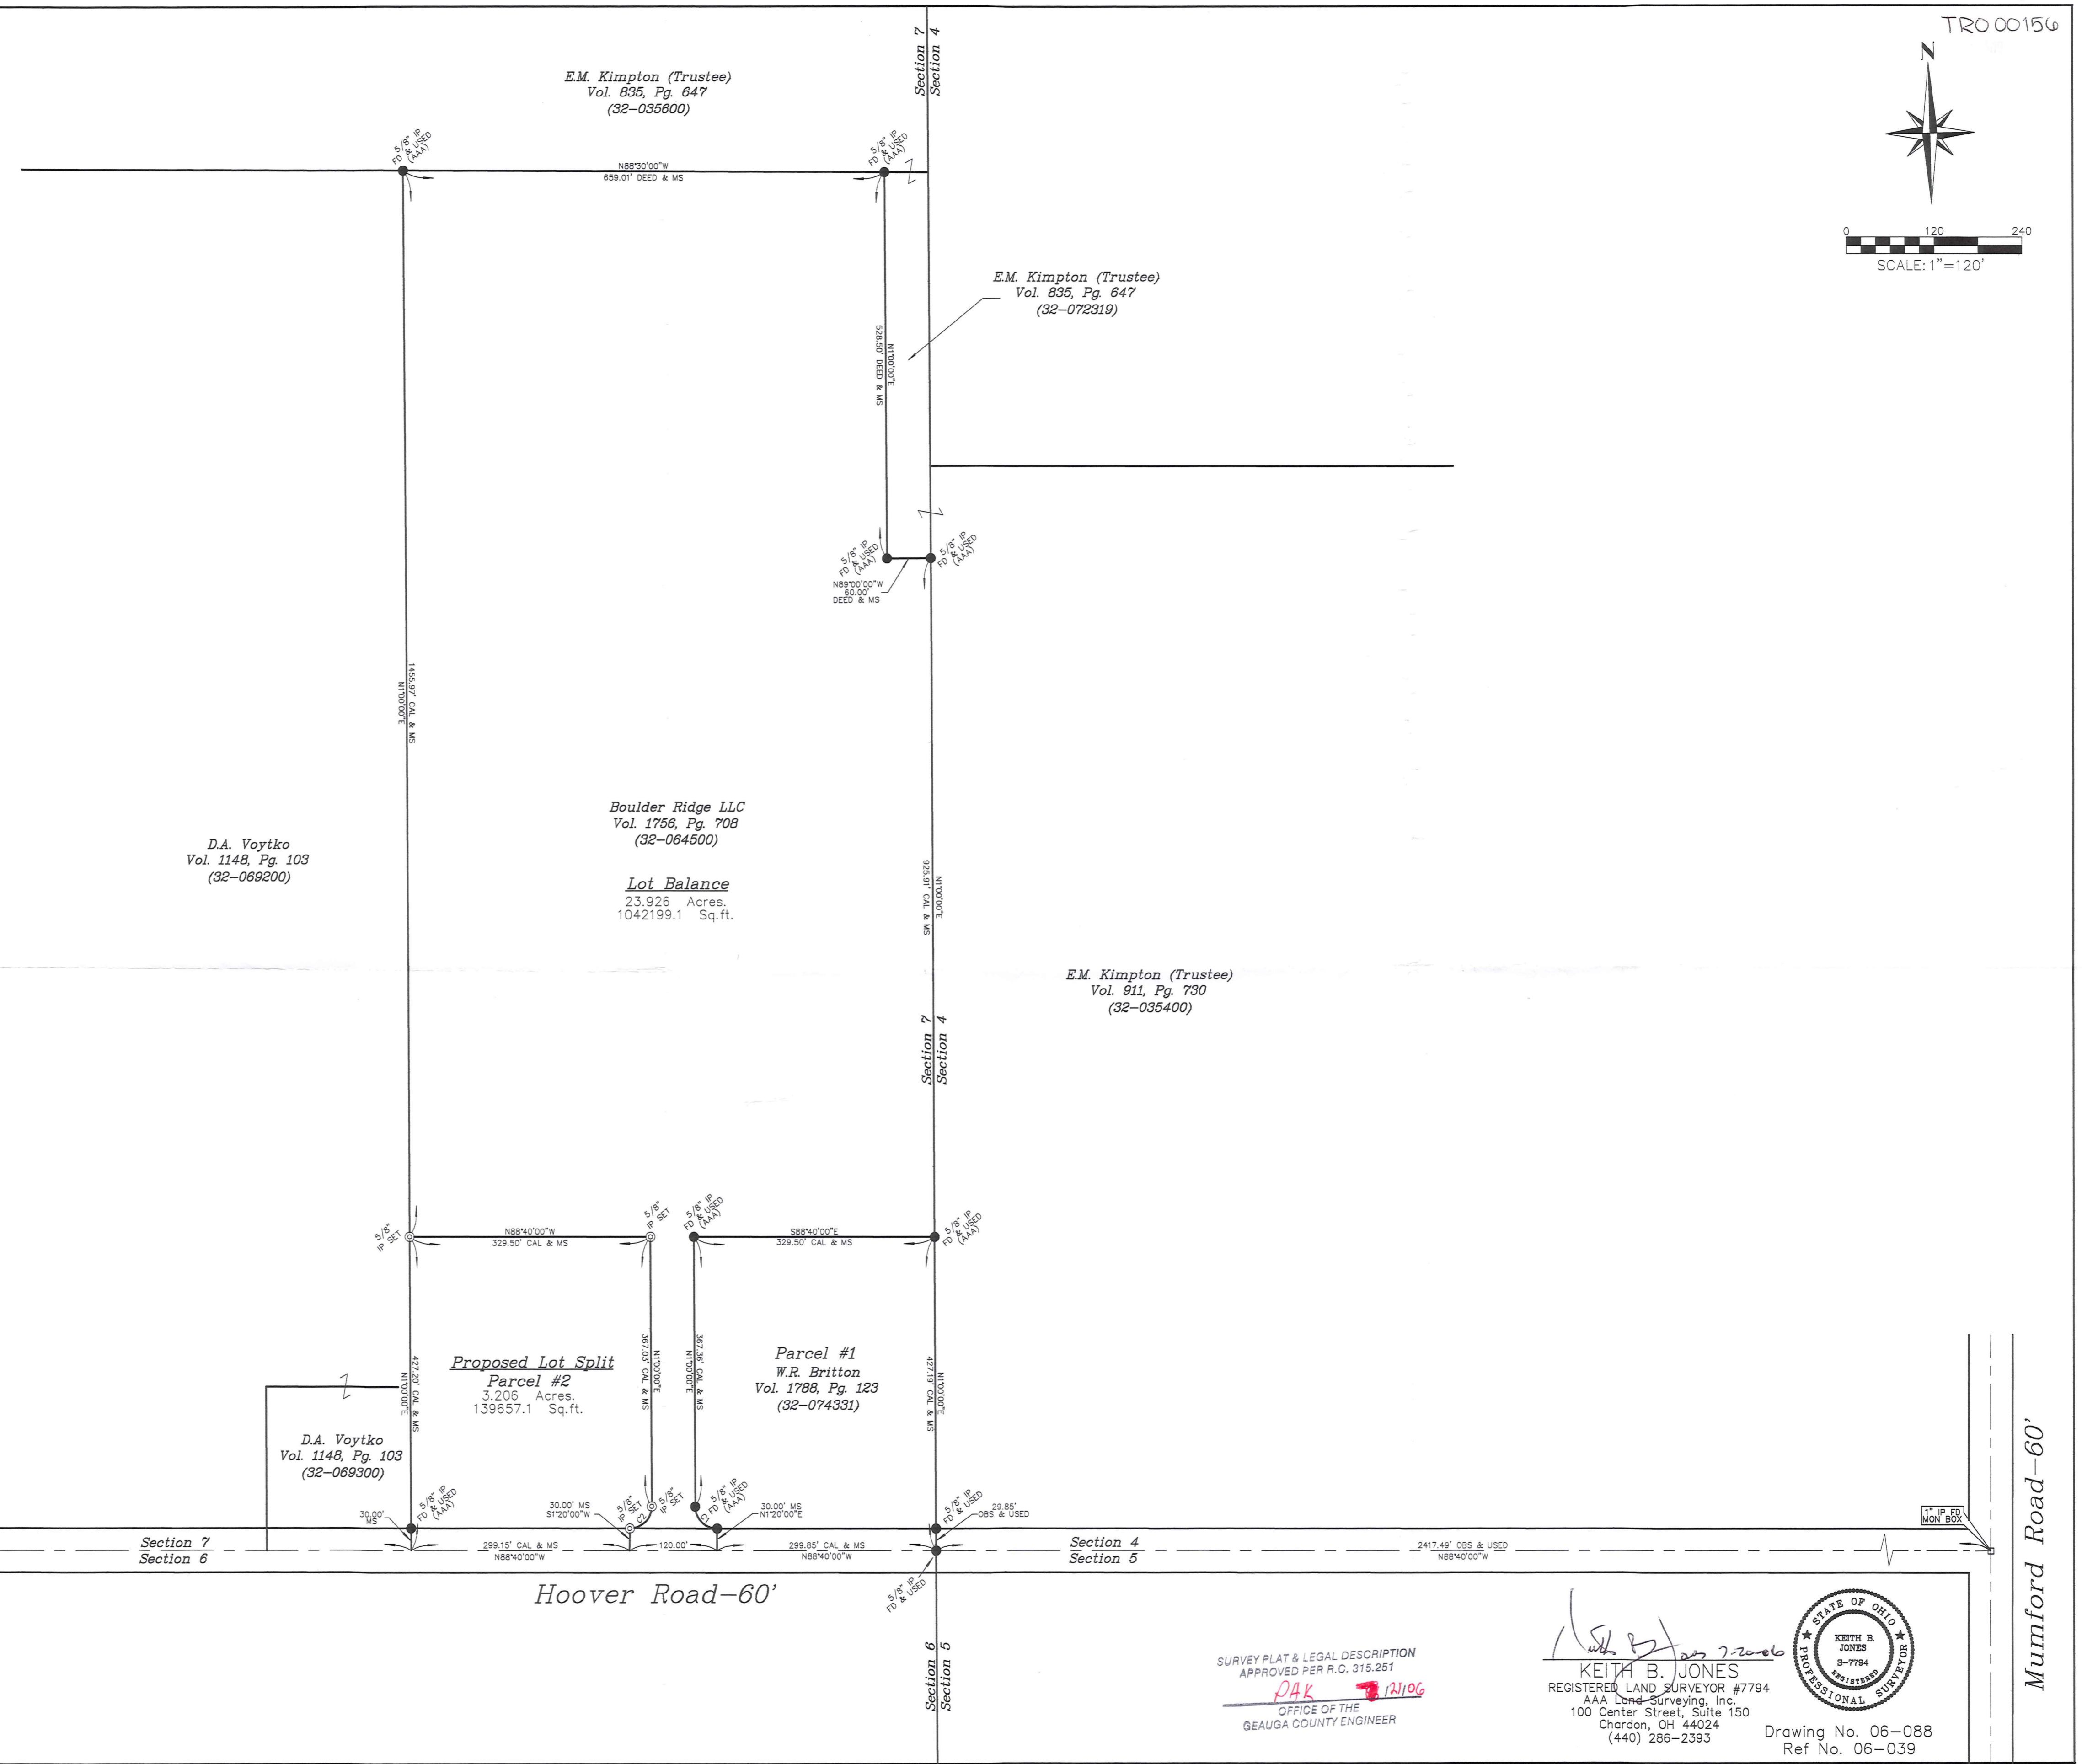 TRO 00156
N
0 120 240
SCALE: 1"=120'
Section 7
Section 4
E.M. Kimpton (Trustee)
Vol. 835, Pg. 647
(32-035600)
5/8" IP
FD & USED
(AAA)
5/8" IP
FD & USED
(AAA)
N88°30'00"W
659.01' DEED & MS
E.M. Kimpton (Trustee)
Vol. 835, Pg. 647
(32-072319)
N1°00'00"E
528.50' DEED & MS
5/8" IP
FD & USED
(AAA)
5/8" IP
FD & USED
(AAA)
N89°00'00"W
60.00'
DEED & MS
1455.97' CAL & MS
N1°00'00"E
Boulder Ridge LLC
Vol. 1756, Pg. 708
(32-064500)
Lot Balance
23.926 Acres.
1042199.1 Sq.ft.
D.A. Voytko
Vol. 1148, Pg. 103
(32-069200)
N1°00'00"E
925.91' CAL & MS
E.M. Kimpton (Trustee)
Vol. 911, Pg. 730
(32-035400)
Section 7
Section 4
5/8"
IP SET
N88°40'00"W
329.50' CAL & MS
5/8"
IP SET
5/8" IP
FD & USED
(AAA)
S88°40'00"E
329.50' CAL & MS
5/8" IP
FD & USED
(AAA)
427.20' CAL & MS
N1°00'00"E
Proposed Lot Split
Parcel #2
3.206 Acres.
139657.1 Sq.ft.
N1°00'00"E
367.03' CAL & MS
367.36' CAL & MS
N1°00'00"E
Parcel #1
W.R. Britton
Vol. 1788, Pg. 123
(32-074331)
N1°00'00"E
427.19' CAL & MS
D.A. Voytko
Vol. 1148, Pg. 103
(32-069300)
30.00'
MS
5/8" IP
FD & USED
(AAA)
30.00' MS
S1°20'00"W
5/8"
IP SET
C2
5/8"
IP SET
C1
5/8" IP
FD & USED
(AAA)
30.00' MS
N1°20'00"E
5/8" IP
FD & USED
29.85'
OBS & USED
1" IP FD
MON BOX
Section 7
Section 6
299.15' CAL & MS
N88°40'00"W
120.00'
299.85' CAL & MS
N88°40'00"W
Section 4
Section 5
2417.49' OBS & USED
N88°40'00"W
Hoover Road-60'
5/8" IP
FD & USED
Section 6
Section 5
Mumford Road-60'
SURVEY PLAT & LEGAL DESCRIPTION
APPROVED PER R.C. 315.251
PAK
OFFICE OF THE
GEAUGA COUNTY ENGINEER
KEITH B. JONES
REGISTERED LAND SURVEYOR #7794
AAA Land Surveying, Inc.
100 Center Street, Suite 150
Chardon, OH 44024
(440) 286-2393
STATE OF OHIO
KEITH B.
JONES
S-7794
REGISTERED
PROFESSIONAL SURVEYOR
Drawing No. 06-088
Ref No. 06-039